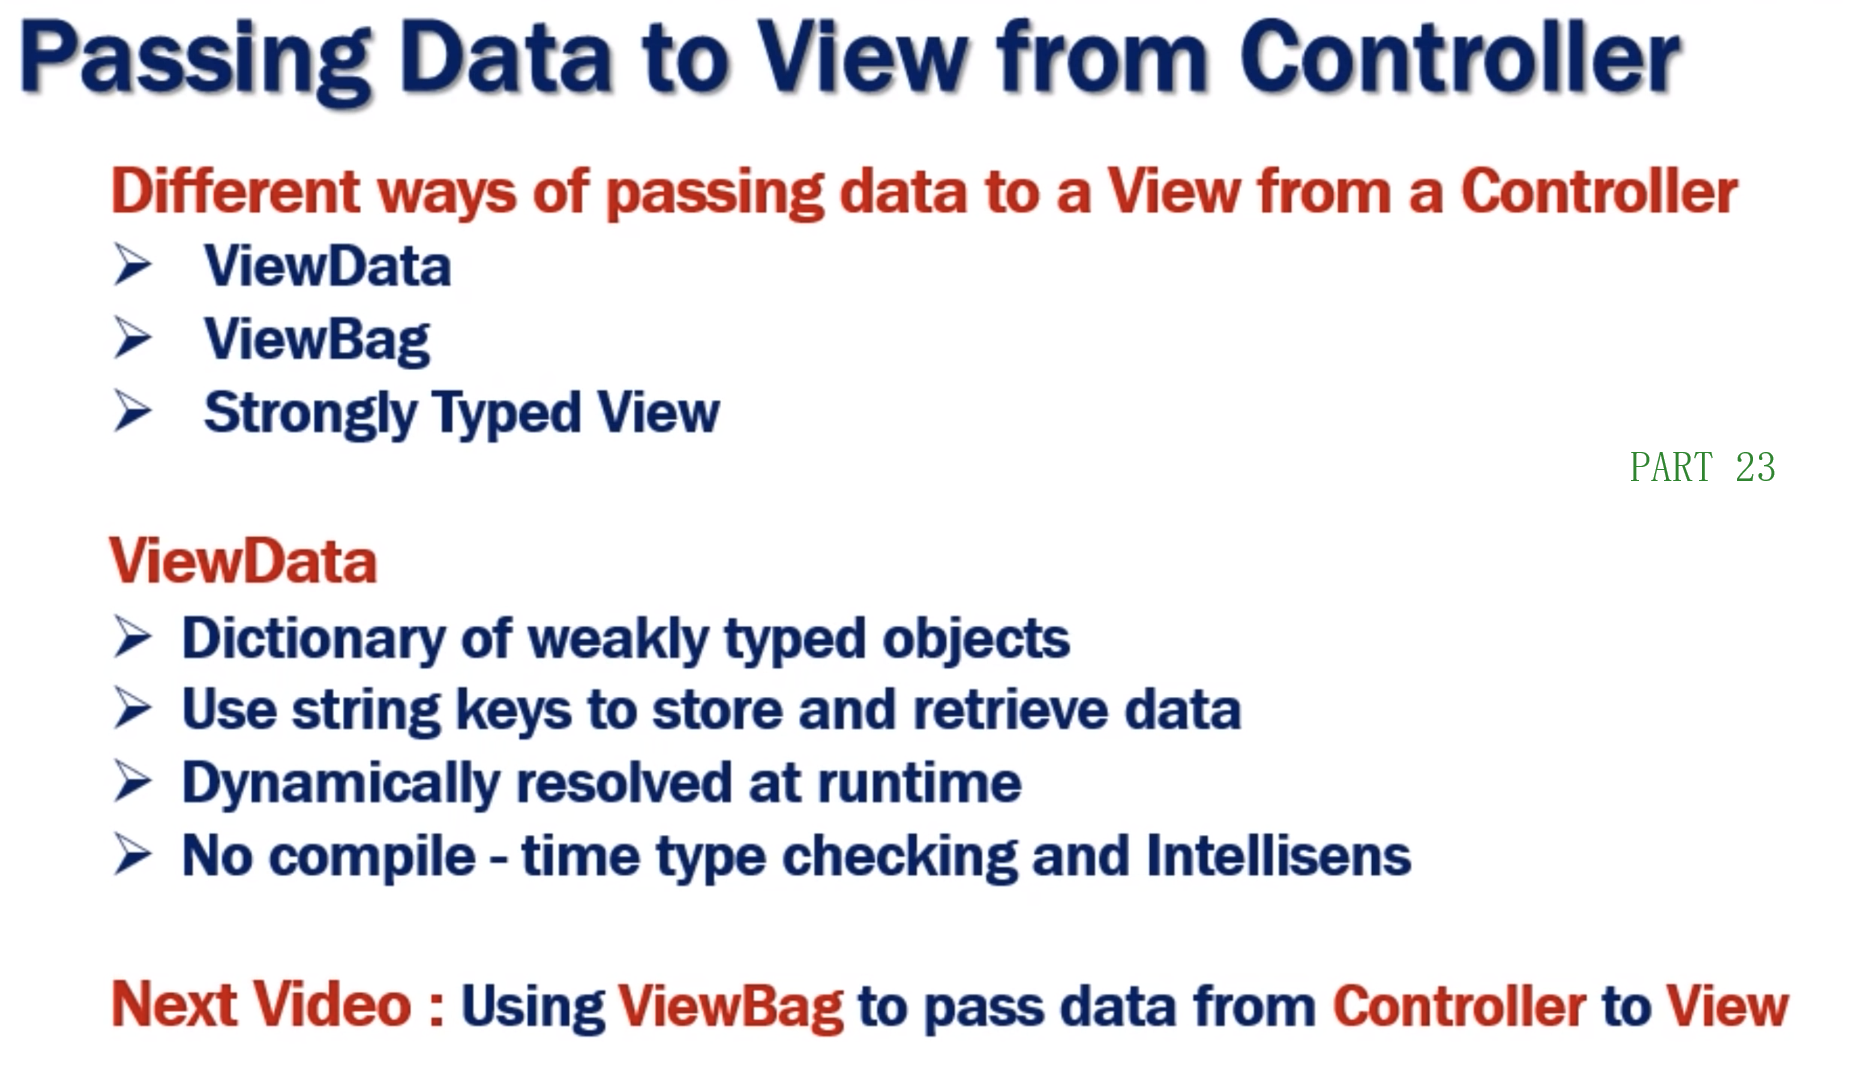 Passing Data to View from Controller
Different ways of passing data to a View from a Controller
ViewData
ViewBag
Strongly Typed View
PART 23
ViewData
Dictionary of weakly typed objects
Use string keys to store and retrieve data
Dynamically resolved at runtime
No compile - time type checking and Intellisens
Next Video : Using ViewBag to pass data from Controller to View